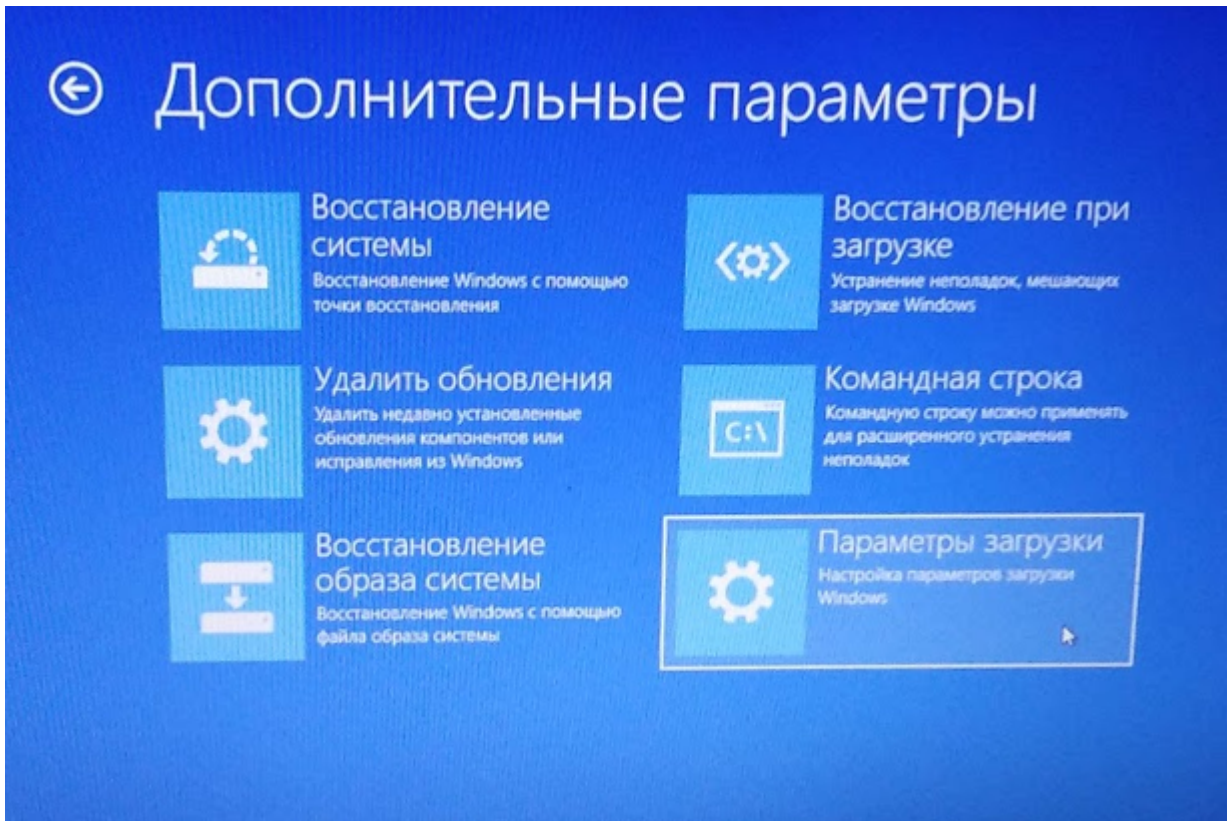 Дополнительные параметры
Восстановление
системы
Восстановление Windows с помощью
точки восстановления
Восстановление при
загрузке
Устранение неполадок, мешающих
загрузке Windows
Удалить обновления
Удалить недавно установленные
обновления компонентов или
исправления из Windows
Командная строка
Командную строку можно применять
для расширенного устранения
неполадок
C:\
Восстановление
образа системы
Восстановление Windows с помощью
файла образа системы
Параметры загрузки
Настройка параметров загрузки
Windows